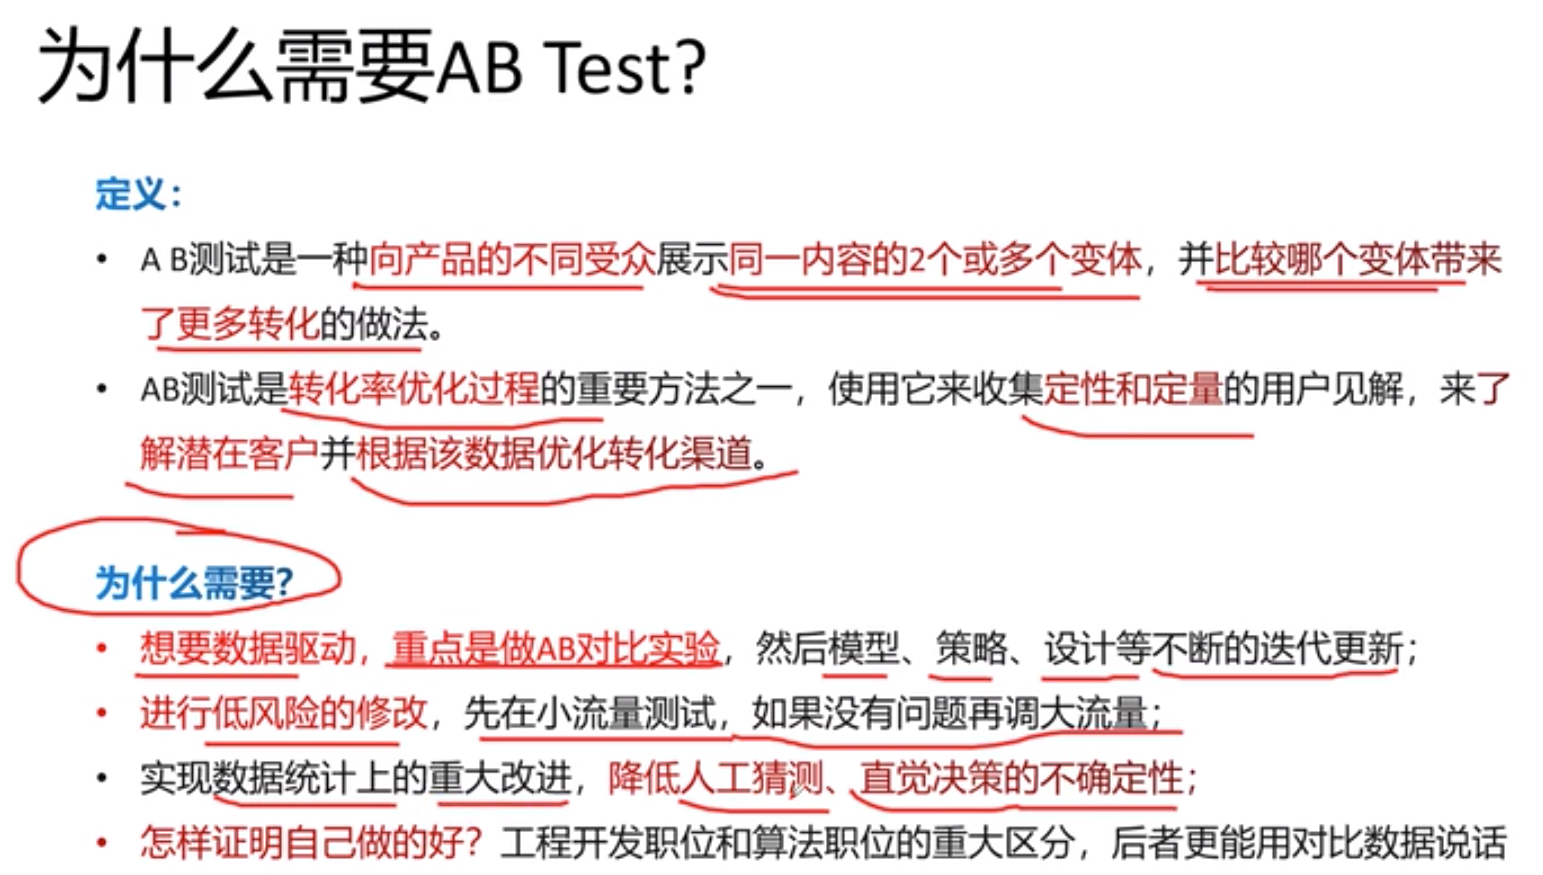 为什么需要AB Test?
定义：
• A B测试是一种向产品的不同受众展示同一内容的2个或多个变体，并比较哪个变体带来
了更多转化的做法。
• AB测试是转化率优化过程的重要方法之一，使用它来收集定性和定量的用户见解，来了
解潜在客户并根据该数据优化转化渠道。
为什么需要?
• 想要数据驱动，重点是做AB对比实验，然后模型、策略、设计等不断的迭代更新；
• 进行低风险的修改，先在小流量测试，如果没有问题再调大流量；
• 实现数据统计上的重大改进，降低人工猜测、直觉决策的不确定性；
• 怎样证明自己做的好？工程开发职位和算法职位的重大区分，后者更能用对比数据说话